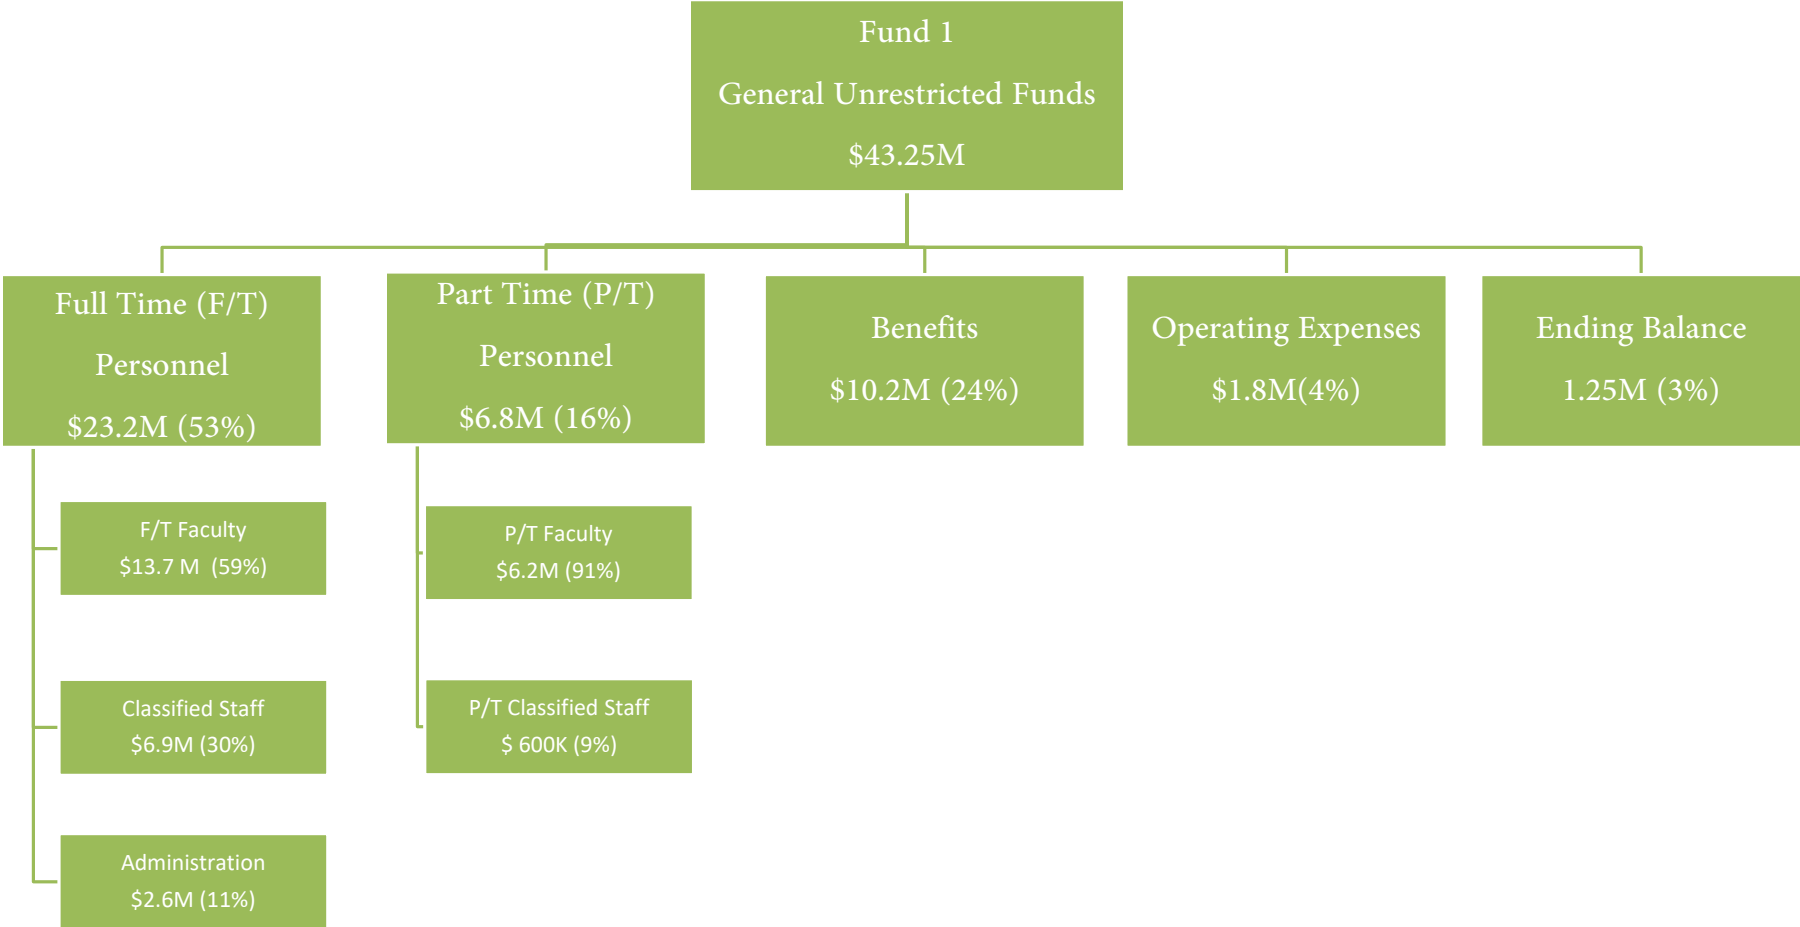 Fund 1
General Unrestricted Funds
$43.25M
Full Time (F/T)
Personnel
$23.2M (53%)
F/T Faculty
$13.7 M  (59%)
Classified Staff
$6.9M (30%)
Administration
$2.6M (11%)
Part Time (P/T)
Personnel
$6.8M (16%)
P/T Faculty
$6.2M (91%)
P/T Classified Staff
$ 600K (9%)
Benefits
$10.2M (24%)
Operating Expenses
$1.8M(4%)
Ending Balance
1.25M (3%)